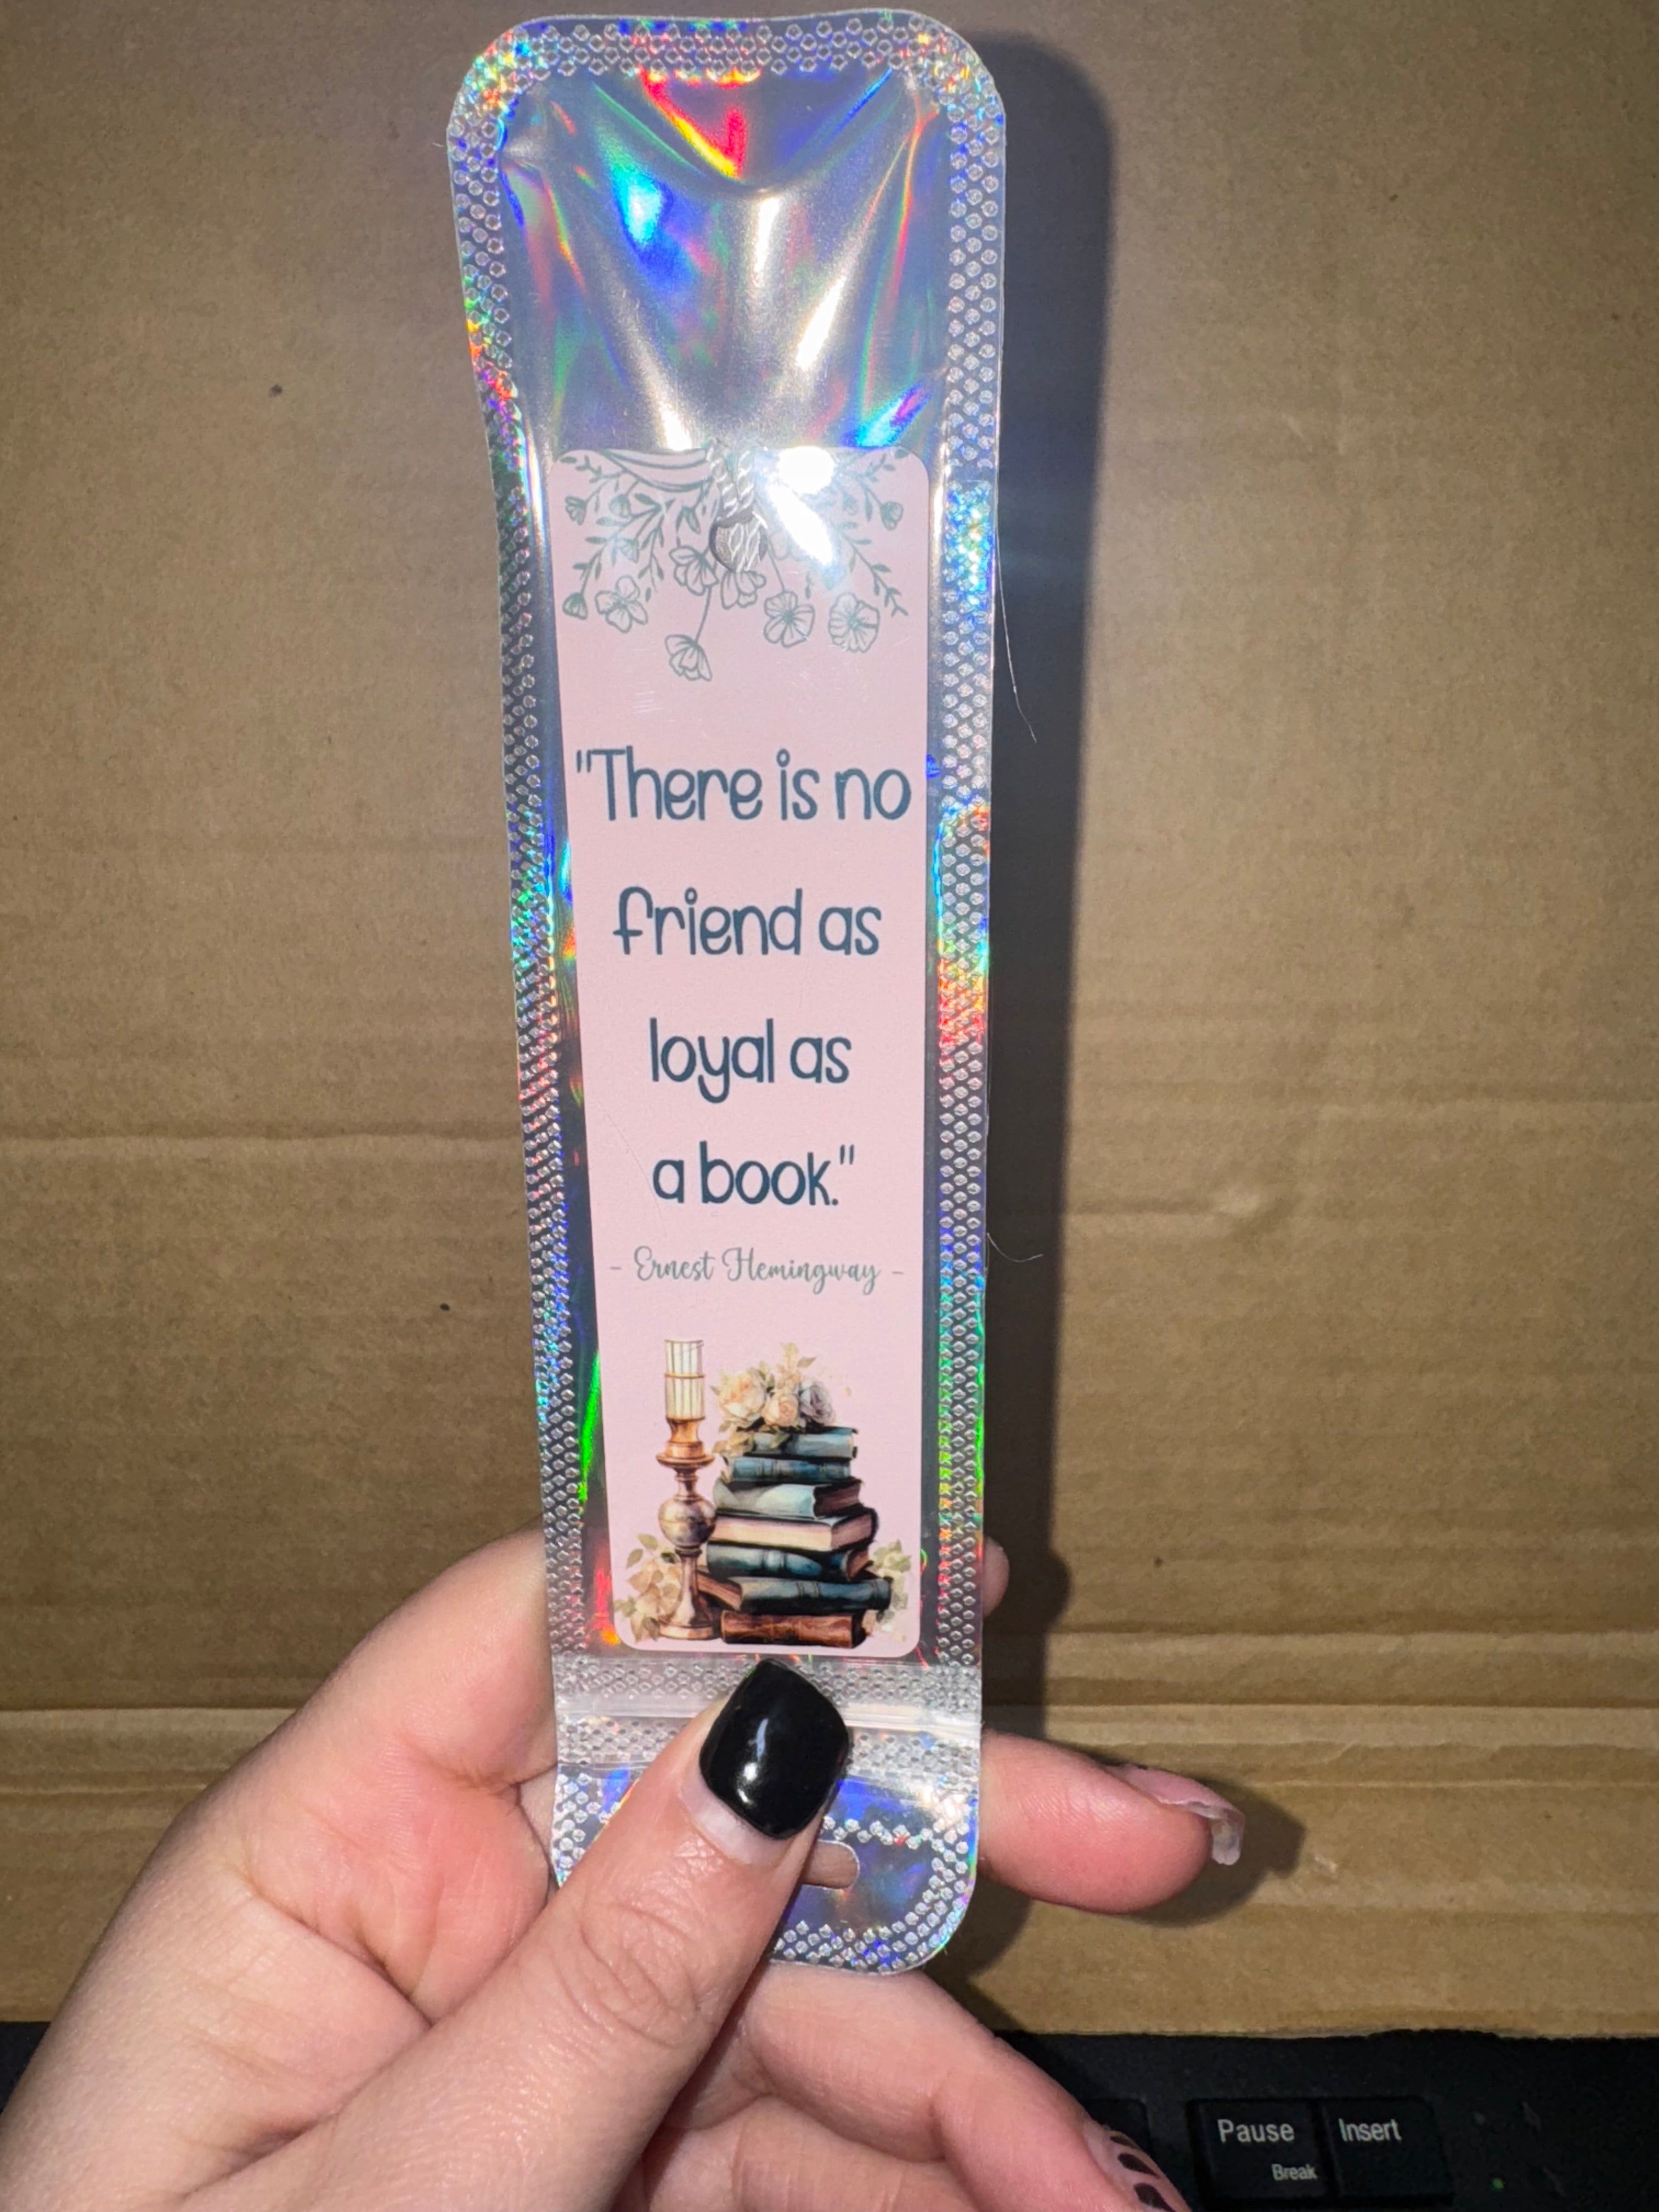 "There is no
friend as
loyal as
a book."
- Ernest Hemingway -
Pause Insert
Break